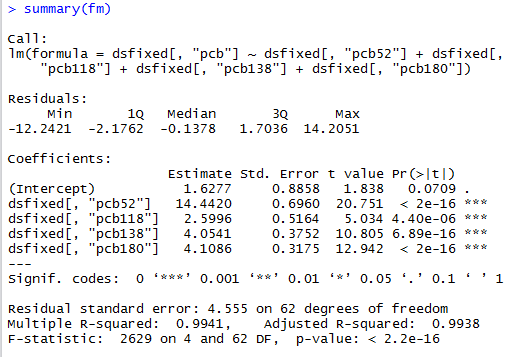 > summary(fm)
Call:
lm(formula = dsfixed[, "pcb"] ~ dsfixed[, "pcb52"] + dsfixed[,
    "pcb118"] + dsfixed[, "pcb138"] + dsfixed[, "pcb180"])
Residuals:
     Min       1Q   Median       3Q      Max
-12.2421  -2.1762  -0.1378   1.7036  14.2051
Coefficients:
                    Estimate Std. Error t value Pr(>|t|)
(Intercept)           1.6277     0.8858   1.838   0.0709 .
dsfixed[, "pcb52"]   14.4420     0.6960  20.751  < 2e-16 ***
dsfixed[, "pcb118"]   2.5996     0.5164   5.034 4.40e-06 ***
dsfixed[, "pcb138"]   4.0541     0.3752  10.805 6.89e-16 ***
dsfixed[, "pcb180"]   4.1086     0.3175  12.942  < 2e-16 ***
---
Signif. codes:  0 ‘***’ 0.001 ‘**’ 0.01 ‘*’ 0.05 ‘.’ 0.1 ‘ ’ 1
Residual standard error: 4.555 on 62 degrees of freedom
Multiple R-squared:  0.9941,    Adjusted R-squared:  0.9938
F-statistic:  2629 on 4 and 62 DF,  p-value: < 2.2e-16